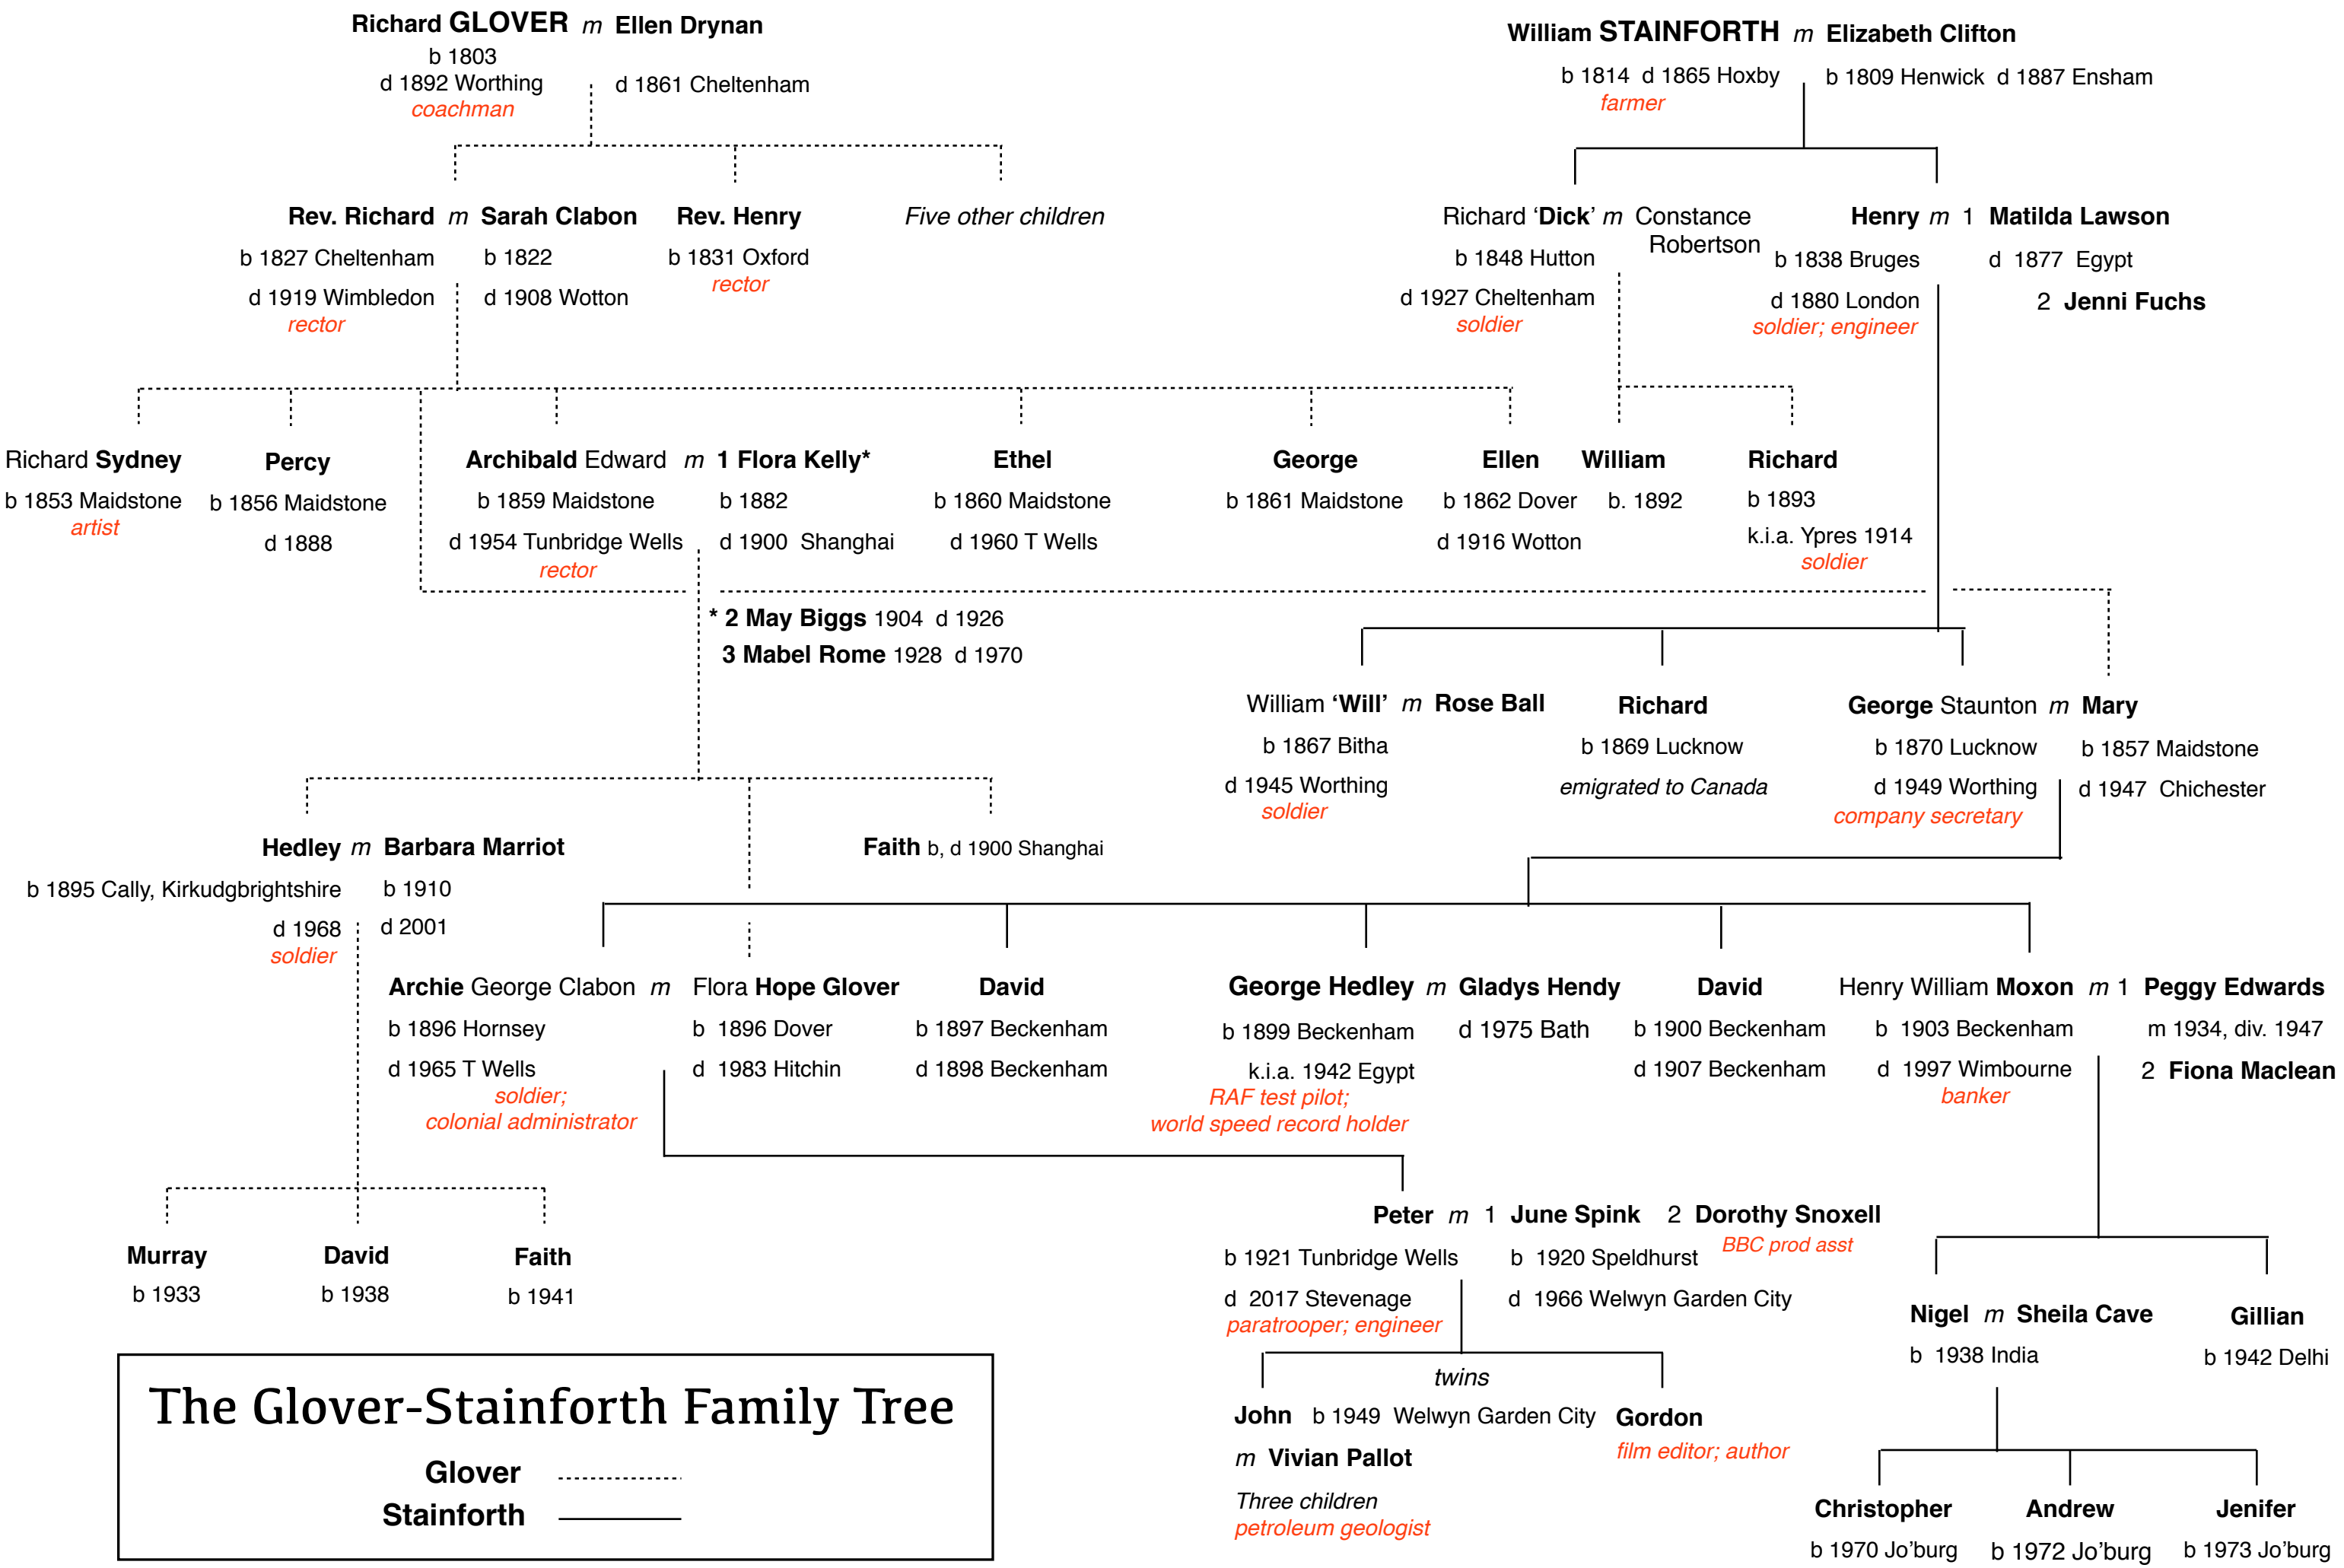 Richard GLOVER m Ellen Drynan
b 1803
d 1892 Worthing
d 1861 Cheltenham
coachman
William STAINFORTH m Elizabeth Clifton
b 1814 d 1865 Hoxby
b 1809 Henwick d 1887 Ensham
farmer
Rev. Richard m Sarah Clabon
b 1827 Cheltenham
b 1822
d 1919 Wimbledon
d 1908 Wotton
rector
Rev. Henry
b 1831 Oxford
rector
Five other children
Richard ‘Dick’ m Constance
Robertson
b 1848 Hutton
d 1927 Cheltenham
soldier
Henry m 1 Matilda Lawson
b 1838 Bruges
d 1877 Egypt
d 1880 London
2 Jenni Fuchs
soldier; engineer
Richard Sydney
b 1853 Maidstone
artist
Percy
b 1856 Maidstone
d 1888
Archibald Edward m 1 Flora Kelly*
b 1859 Maidstone
b 1882
d 1954 Tunbridge Wells
d 1900 Shanghai
rector
* 2 May Biggs 1904 d 1926
3 Mabel Rome 1928 d 1970
Ethel
b 1860 Maidstone
d 1960 T Wells
George
b 1861 Maidstone
Ellen
b 1862 Dover
d 1916 Wotton
William
b. 1892
Richard
b 1893
k.i.a. Ypres 1914
soldier
William ‘Will’ m Rose Ball
b 1867 Bitha
d 1945 Worthing
soldier
Richard
b 1869 Lucknow
emigrated to Canada
George Staunton m Mary
b 1870 Lucknow
b 1857 Maidstone
d 1949 Worthing
d 1947 Chichester
company secretary
Hedley m Barbara Marriot
b 1895 Cally, Kirkudgbrightshire
b 1910
d 1968
d 2001
soldier
Faith b, d 1900 Shanghai
Archie George Clabon m Flora Hope Glover
b 1896 Hornsey
b 1896 Dover
d 1965 T Wells
d 1983 Hitchin
soldier;
colonial administrator
David
b 1897 Beckenham
d 1898 Beckenham
George Hedley m Gladys Hendy
b 1899 Beckenham
d 1975 Bath
k.i.a. 1942 Egypt
RAF test pilot;
world speed record holder
David
b 1900 Beckenham
d 1907 Beckenham
Henry William Moxon m 1 Peggy Edwards
b 1903 Beckenham
m 1934, div. 1947
d 1997 Wimbourne
2 Fiona Maclean
banker
Murray
b 1933
David
b 1938
Faith
b 1941
Peter m 1 June Spink 2 Dorothy Snoxell
BBC prod asst
b 1921 Tunbridge Wells
b 1920 Speldhurst
d 2017 Stevenage
d 1966 Welwyn Garden City
paratrooper; engineer
Nigel m Sheila Cave
b 1938 India
Gillian
b 1942 Delhi
twins
John b 1949 Welwyn Garden City Gordon
film editor; author
m Vivian Pallot
Three children
petroleum geologist
Christopher
b 1970 Jo’burg
Andrew
b 1972 Jo’burg
Jenifer
b 1973 Jo’burg
The Glover-Stainforth Family Tree
Glover
Stainforth